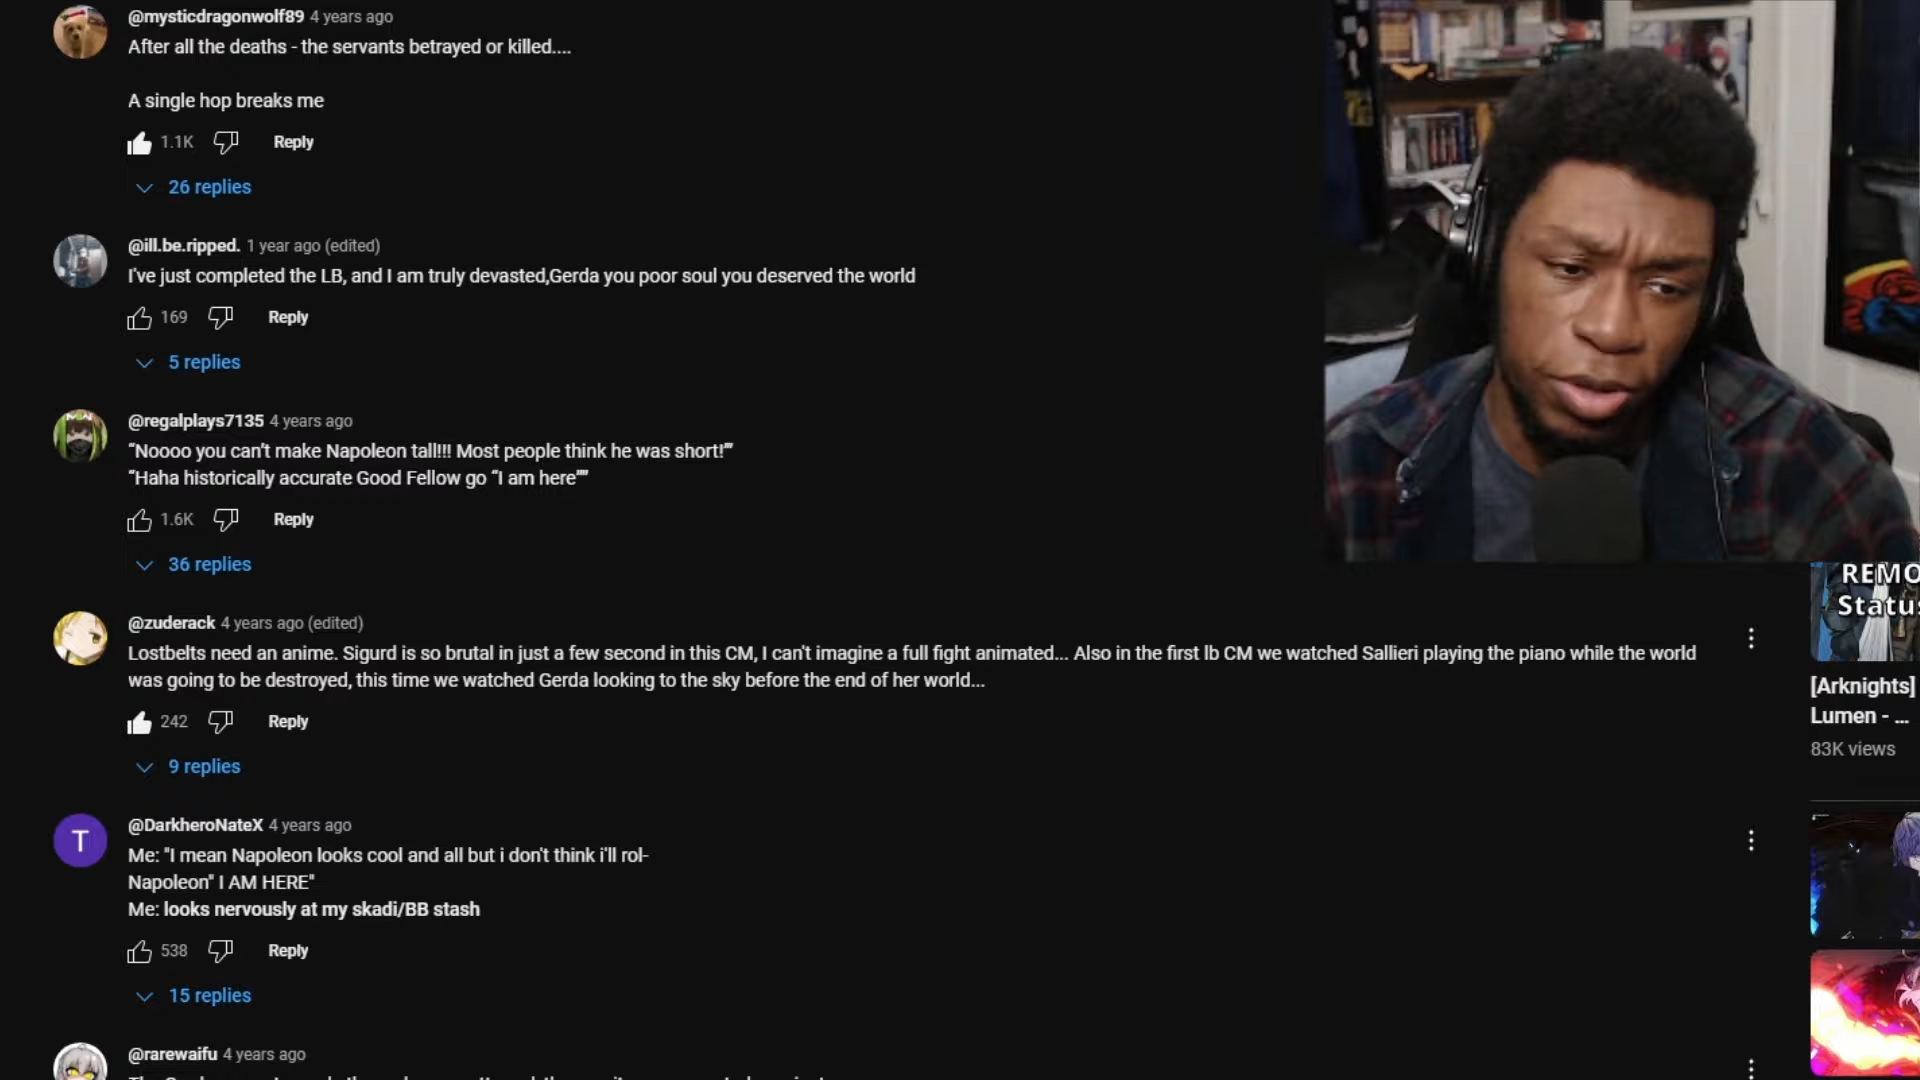 @mysticdragonwolf89 4 years ago
After all the deaths - the servants betrayed or killed....
A single hop breaks me
1.1K Reply
26 replies
@ill.be.ripped. 1 year ago (edited)
I've just completed the LB, and I am truly devasted,Gerda you poor soul you deserved the world
169 Reply
5 replies
@regalplays7135 4 years ago
“Noooo you can’t make Napoleon tall!!! Most people think he was short!”’
“Haha historically accurate Good Fellow go “I am here””
1.6K Reply
36 replies
@zuderack 4 years ago (edited)
Lostbelts need an anime. Sigurd is so brutal in just a few second in this CM, I can't imagine a full fight animated... Also in the first lb CM we watched Sallieri playing the piano while the world
was going to be destroyed, this time we watched Gerda looking to the sky before the end of her world...
242 Reply
9 replies
T
@DarkheroNateX 4 years ago
Me: "I mean Napoleon looks cool and all but i don't think i'll rol-
Napoleon" I AM HERE"
Me: looks nervously at my skadi/BB stash
538 Reply
15 replies
@rarewaifu 4 years ago
REMO
Status
[Arknights]
Lumen - ...
83K views